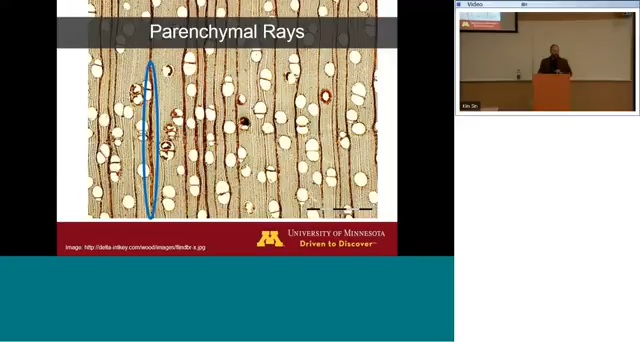 Parenchymal Rays
Image: http://delta-intkey.com/wood/images/flindbr-x.jpg
UNIVERSITY OF MINNESOTA
Driven to Discover℠
Video
Kim Sin